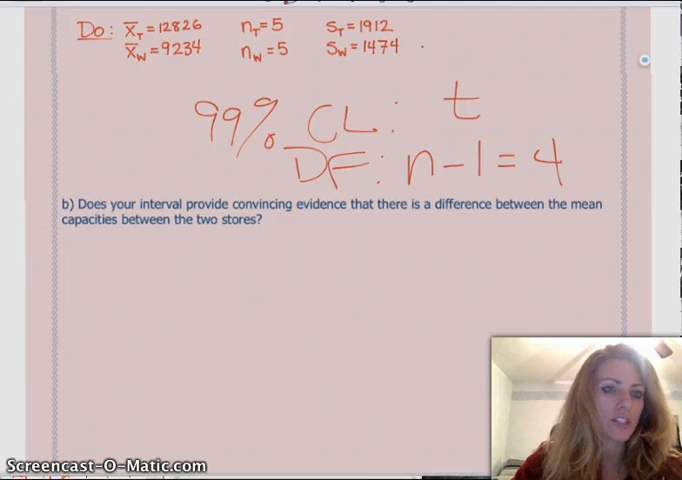 Do: x̄T = 12826 nT = 5 ST = 1912
x̄W = 9234 nW = 5 SW = 1474
99% CL: t
DF: n - 1 = 4
b) Does your interval provide convincing evidence that there is a difference between the mean
capacities between the two stores?
Screencast-O-Matic.com